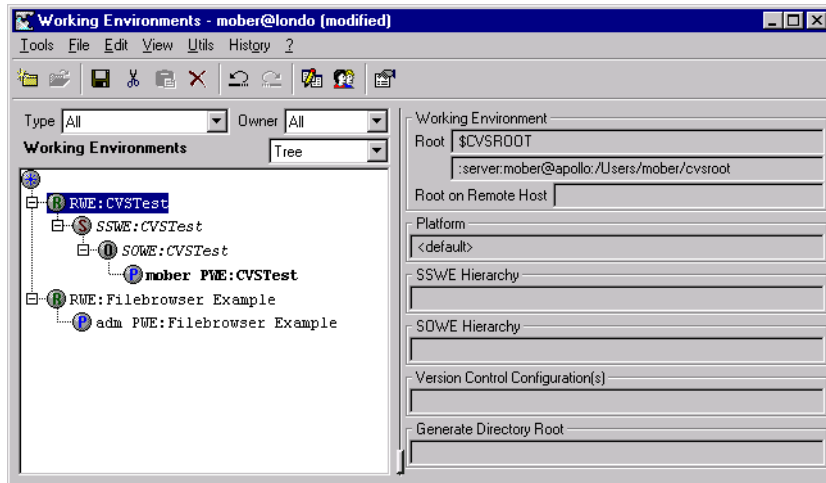 Working Environments - mober@londo (modified)
Tools File Edit View Utils History ?
Type All Owner All
Working Environments Tree
R RWE:CVSTest
S SSWE:CVSTest
O SOWE:CVSTest
P mober PWE:CVSTest
R RWE:Filebrowser Example
P adm PWE:Filebrowser Example
Working Environment
Root $CVSROOT
:server:mober@apollo:/Users/mober/cvsroot
Root on Remote Host
Platform
<default>
SSWE Hierarchy
SOWE Hierarchy
Version Control Configuration(s)
Generate Directory Root